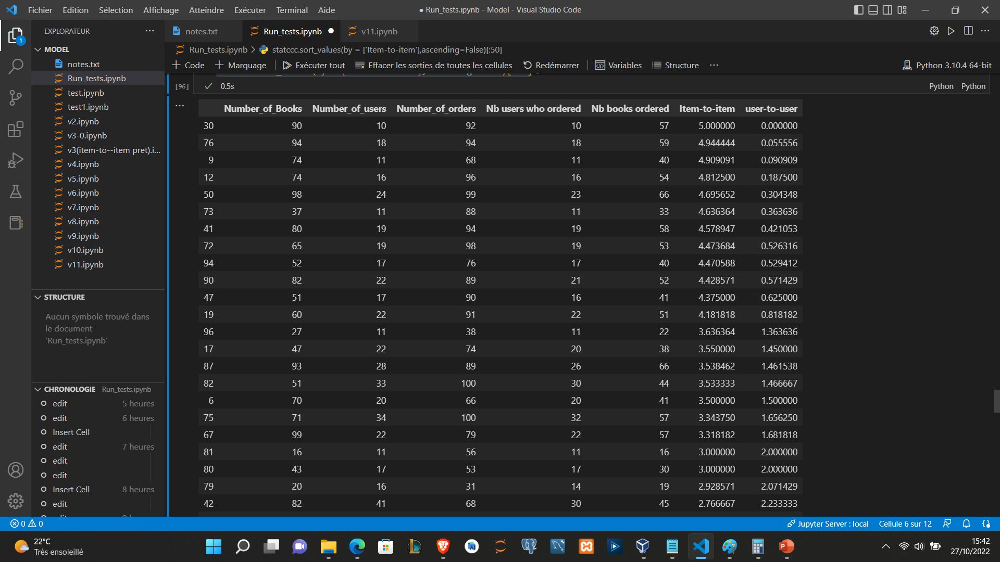 Fichier Edition Sélection Affichage Atteindre Exécuter Terminal Aide ● Run_tests.ipynb - Model - Visual Studio Code
EXPLORATEUR ···
notes.txt Run_tests.ipynb ● v11.ipynb
MODEL
Run_tests.ipynb > statccc.sort_values(by = ['Item-to-item'],ascending=False)[:50]
notes.txt
+ Code + Marquage Exécuter tout Effacer les sorties de toutes les cellules Redémarrer Variables Structure ··· Python 3.10.4 64-bit
Run_tests.ipynb
[96] ✓ 0.5s Python Python
test.ipynb
test1.ipynb
v2.ipynb
v3-0.ipynb
v3(item-to--item pret).i...
v4.ipynb
v5.ipynb
v6.ipynb
v7.ipynb
v8.ipynb
v9.ipynb
v10.ipynb
v11.ipynb
STRUCTURE
Aucun symbole trouvé dans
le document
'Run_tests.ipynb'
CHRONOLOGIE Run_tests.ipynb
edit 5 heures
edit 6 heures
Insert Cell
edit 7 heures
edit
edit
Insert Cell 8 heures
edit
Number_of_Books Number_of_users Number_of_orders Nb users who ordered Nb books ordered Item-to-item user-to-user
30 90 10 92 10 57 5.000000 0.000000
76 94 18 94 18 59 4.944444 0.055556
9 74 11 68 11 40 4.909091 0.090909
12 74 16 96 16 54 4.812500 0.187500
50 98 24 99 23 66 4.695652 0.304348
73 37 11 88 11 33 4.636364 0.363636
41 80 19 94 19 58 4.578947 0.421053
72 65 19 98 19 53 4.473684 0.526316
94 52 17 76 17 40 4.470588 0.529412
90 82 22 89 21 52 4.428571 0.571429
47 51 17 90 16 41 4.375000 0.625000
19 60 22 91 22 51 4.181818 0.818182
96 27 11 38 11 22 3.636364 1.363636
17 47 22 74 20 38 3.550000 1.450000
87 93 28 89 26 66 3.538462 1.461538
82 51 33 100 30 44 3.533333 1.466667
6 70 20 66 20 41 3.500000 1.500000
75 71 34 100 32 57 3.343750 1.656250
67 99 22 79 22 57 3.318182 1.681818
81 16 11 56 11 16 3.000000 2.000000
80 43 17 53 17 30 3.000000 2.000000
79 20 16 31 14 19 2.928571 2.071429
42 82 41 68 30 45 2.766667 2.233333
0 0 Jupyter Server : local Cellule 6 sur 12
22°C
Très ensoleillé
15:42
27/10/2022